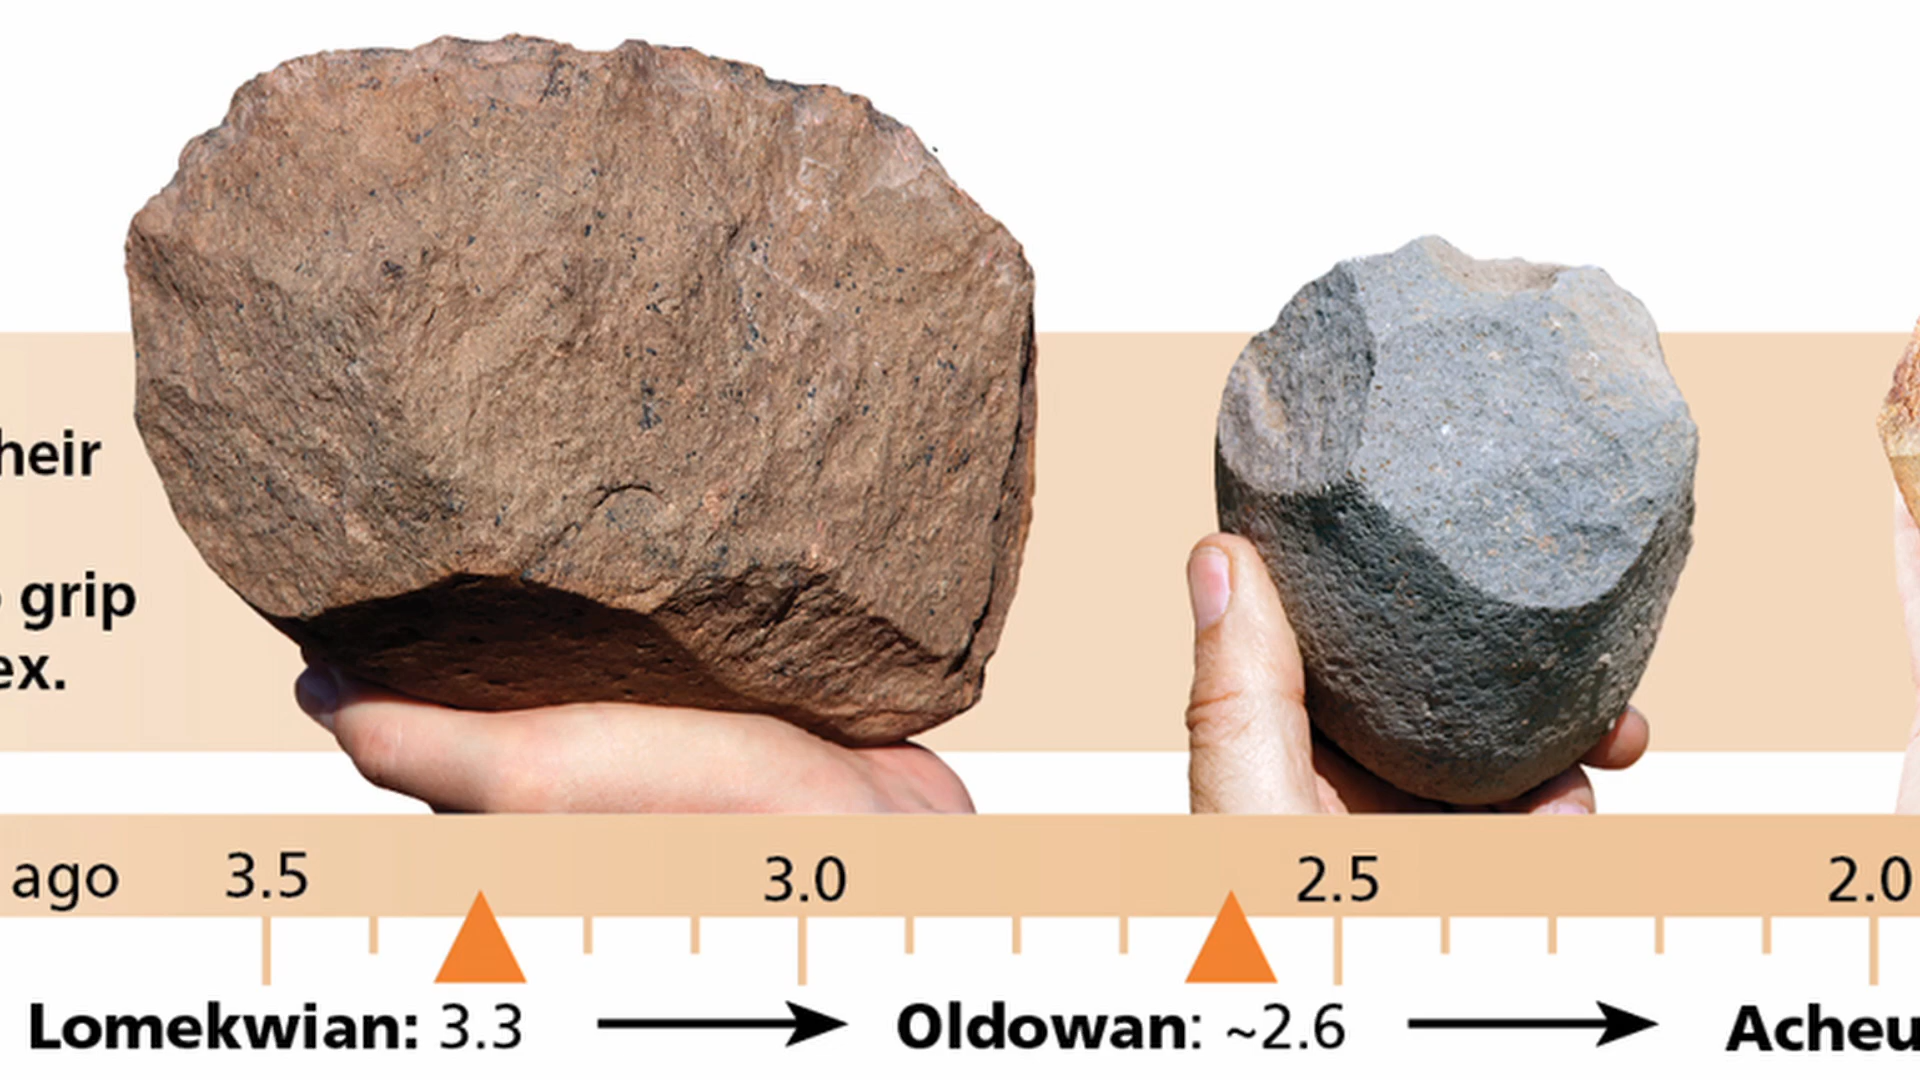 heir
grip
ex.
ago 3.5 3.0 2.5 2.0
Lomekwian: 3.3 Oldowan: ~2.6 Acheu